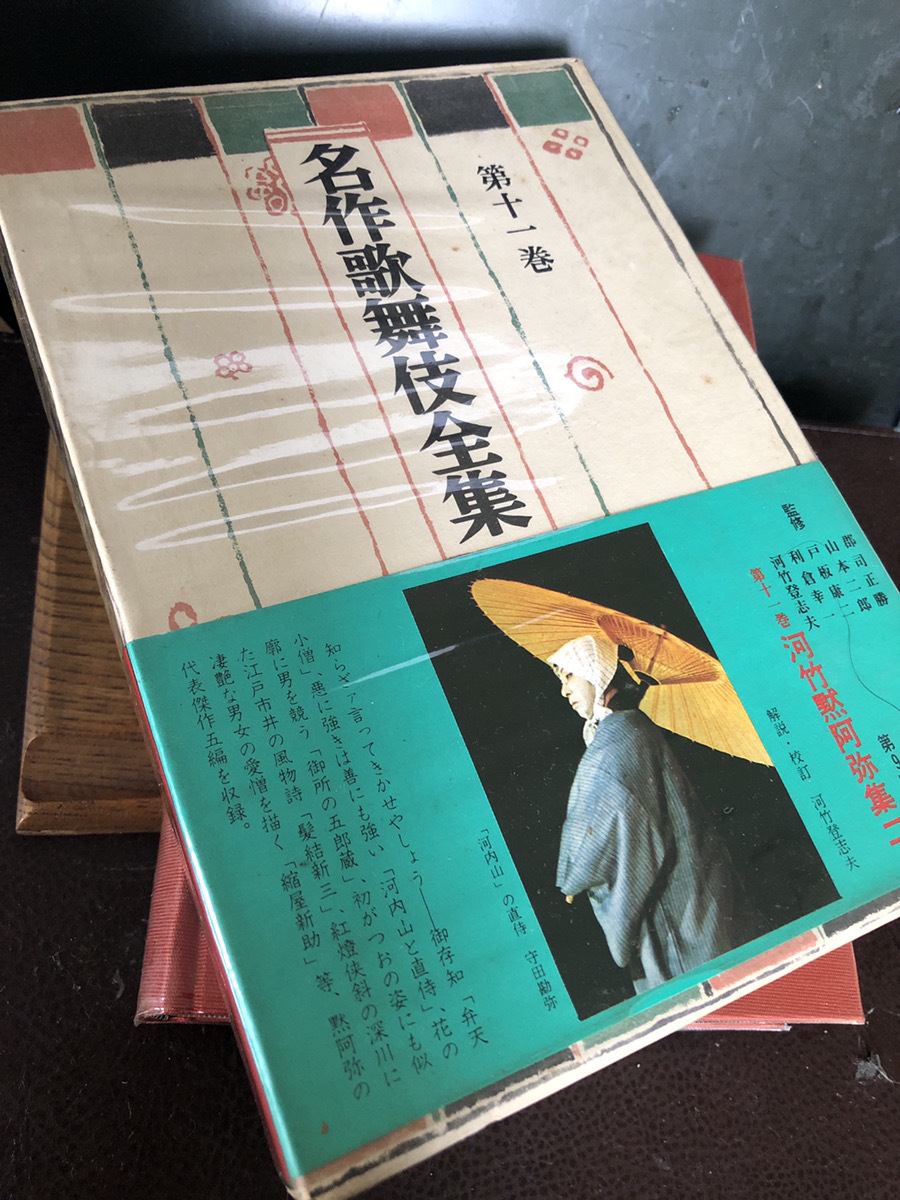 第十一巻
名作歌舞伎全集
監修
郡司正勝
山本二郎
戸板康二
利倉幸一
河竹登志夫
第十一巻 河竹黙阿弥集
解説・校訂 河竹登志夫
「河内山」の直侍 守田勘弥
知らざァ言ってきかせやしょう――御存知「弁天
小僧」、悪に強きは善にも強い「河内山と直侍」、花の
廓に男を競う「御所の五郎蔵」、初がつおの姿にも似
た江戸市井の風物詩「髪結新三」、紅燈侠斜の深川に
凄艶な男女の愛憎を描く「縮屋新助」等、黙阿弥の
代表傑作五編を収録。